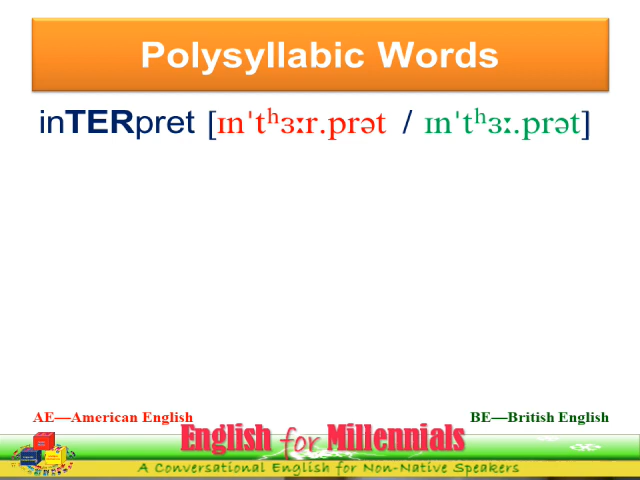 Polysyllabic Words
inTERpret [ɪnˈtʰɜːr.prət / ɪnˈtʰɜː.prət]
AE—American English
BE—British English
English for Millennials
A Conversational English for Non-Native Speakers